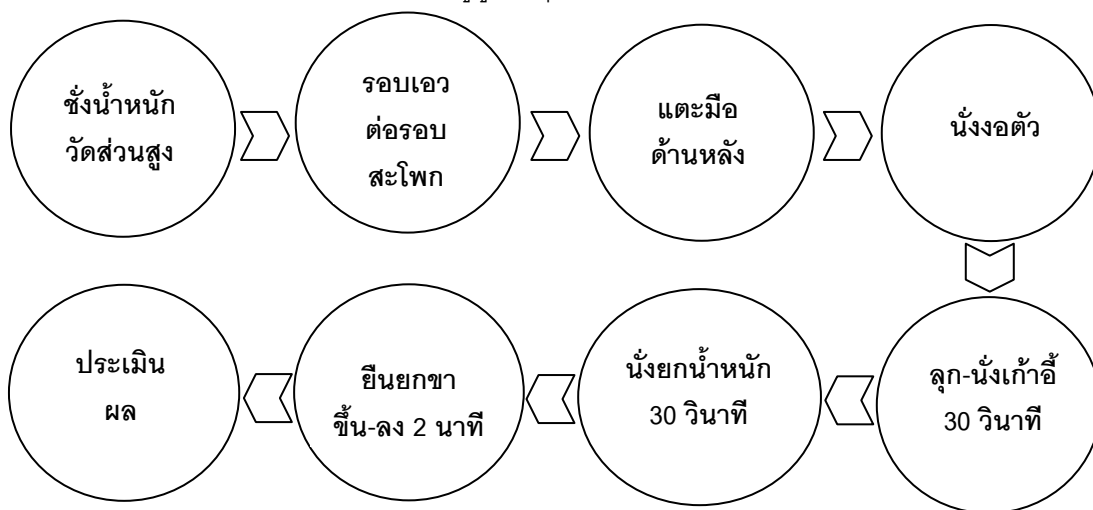 ชั่งน้ำหนัก
วัดส่วนสูง
รอบเอว
ต่อรอบ
สะโพก
แตะมือ
ด้านหลัง
นั่งงอตัว
ลุก-นั่งเก้าอี้
30 วินาที
นั่งยกน้ำหนัก
30 วินาที
ยืนยกขา
ขึ้น-ลง 2 นาที
ประเมิน
ผล